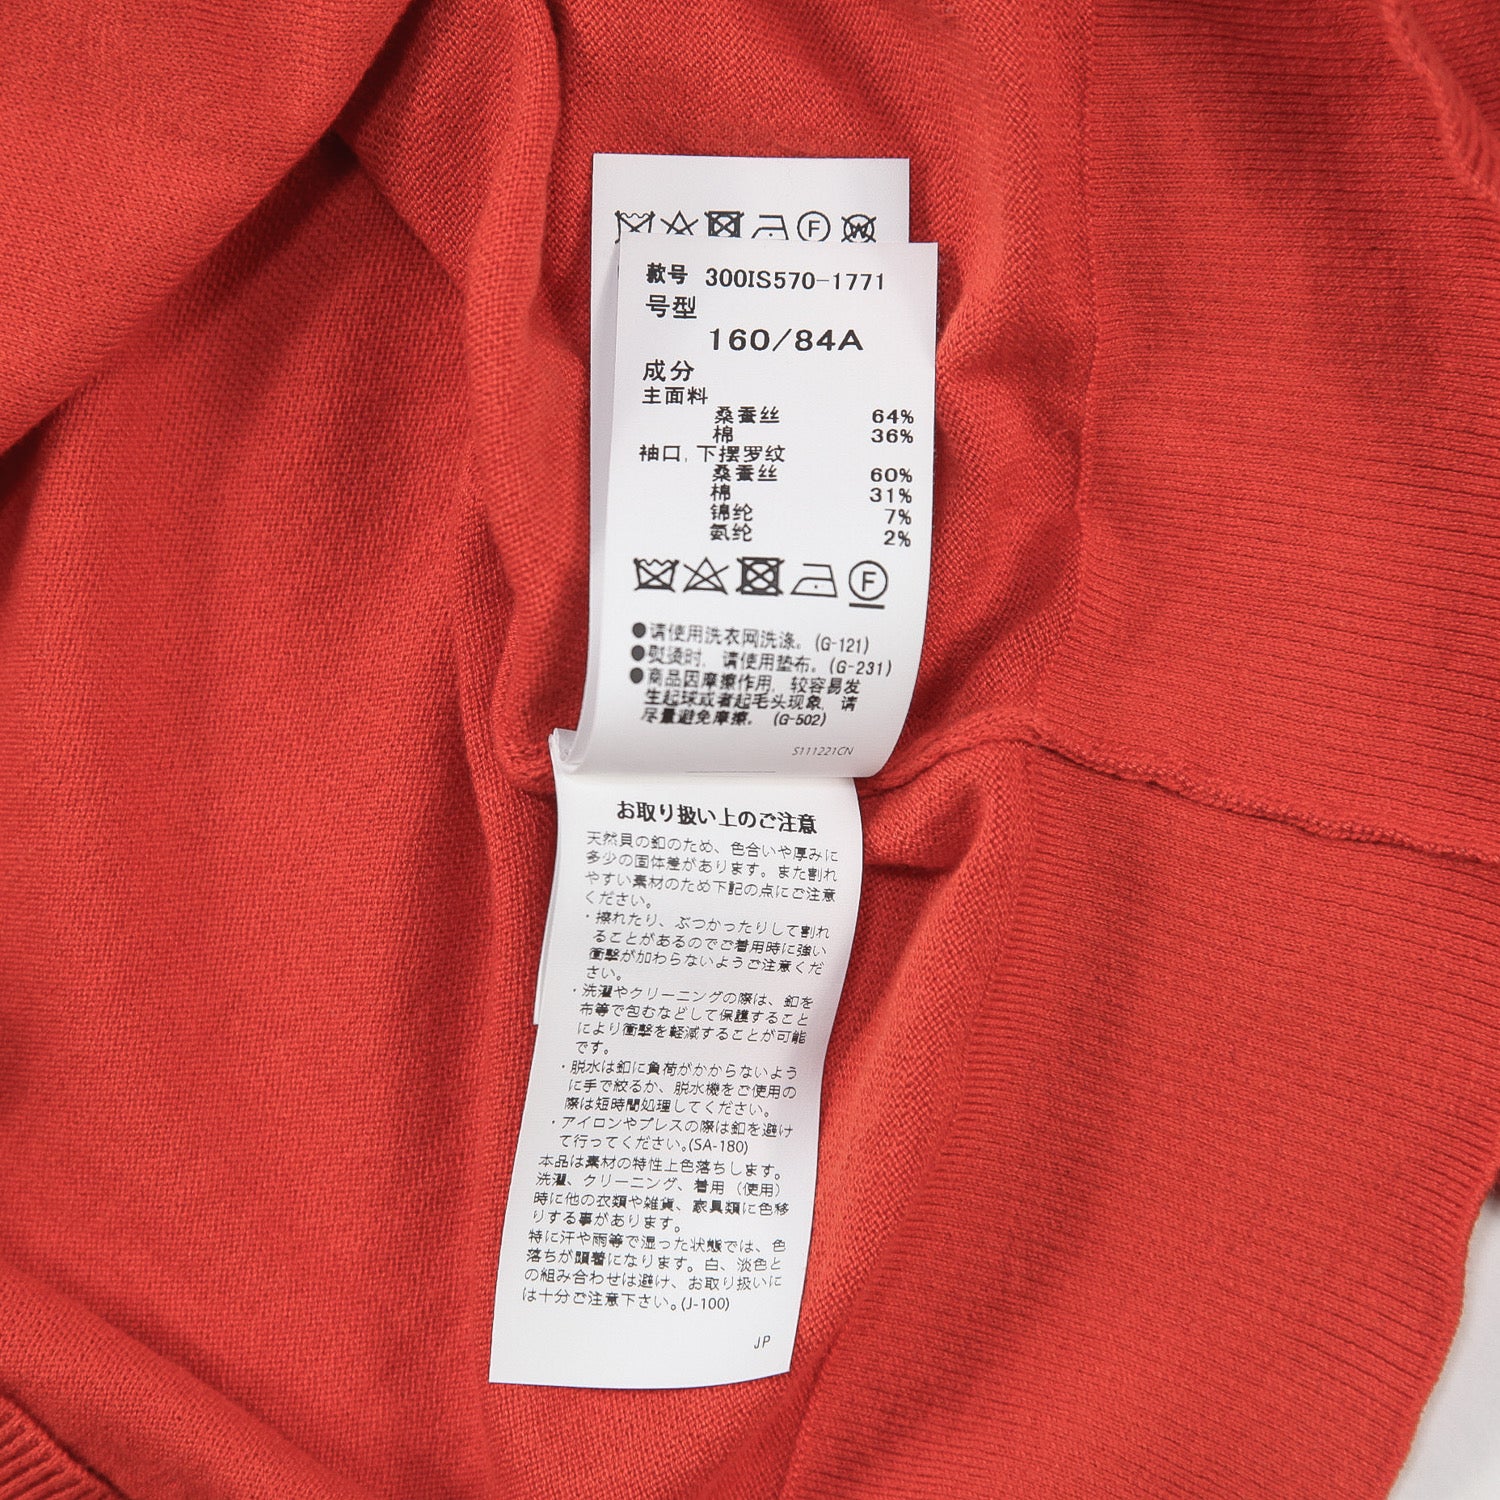 W
款号 300IS570-1771
号型
160/84A
成分
主面料
桑蚕丝 64%
棉 36%
袖口,下摆罗纹
桑蚕丝 60%
棉 31%
锦纶 7%
氨纶 2%
F
●请使用洗衣网洗涤。(G-121)
●熨烫时, 请使用垫布。(G-231)
●商品因摩擦作用, 较容易发
生起球或者起毛头现象, 请
尽量避免摩擦。(G-502)
S111221CN
お取り扱い上のご注意
天然貝の釦のため、色合いや厚みに
多少の固体差があります。また割れ
やすい素材のため下記の点にご注意
ください。
・擦れたり、ぶつかったりして割れ
ることがあるのでご着用時に強い
衝撃が加わらないようご注意くだ
さい。
・洗濯やクリーニングの際は、釦を
布等で包むなどして保護すること
により衝撃を軽減することが可能
です。
・脱水は釦に負荷がかからないよう
に手で絞るか、脱水機をご使用の
際は短時間処理してください。
・アイロンやプレスの際は釦を避け
て行ってください。(SA-180)
本品は素材の特性上色落ちします。
洗濯、クリーニング、着用（使用）
時に他の衣類や雑貨、家具類に色移
りする事があります。
特に汗や雨等で湿った状態では、色
落ちが顕着になります。白、淡色と
の組み合わせは避け、お取り扱いに
は十分ご注意下さい。(J-100)
JP